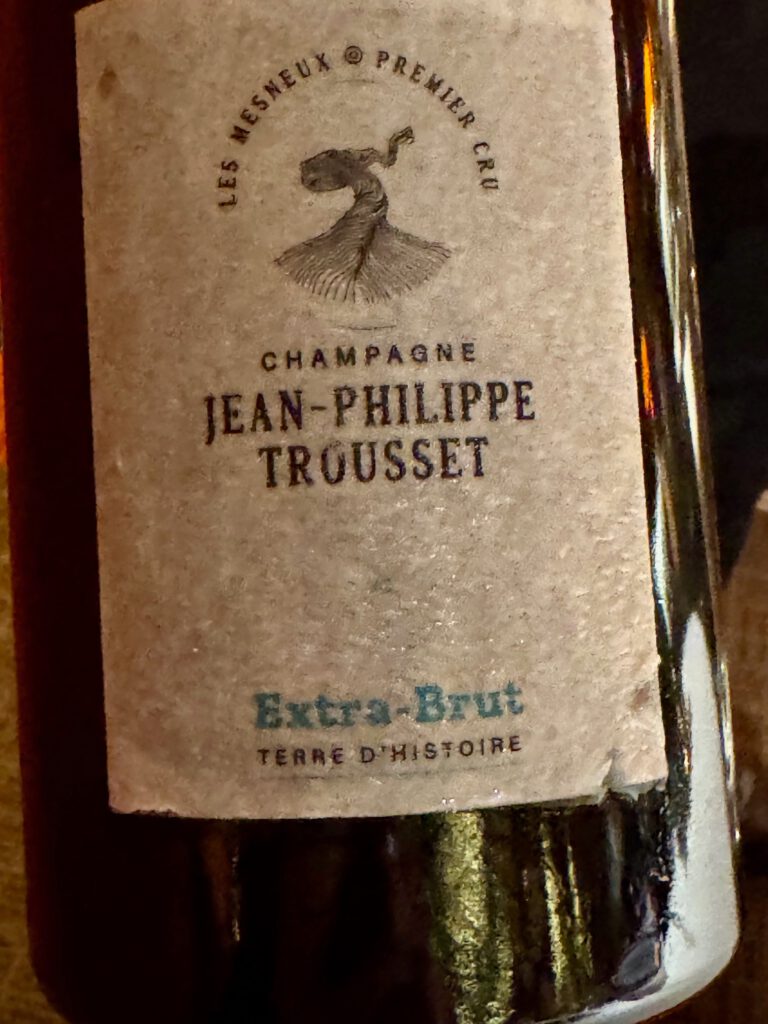 LES MESNEUX @ PREMIER CRU
CHAMPAGNE
JEAN-PHILIPPE
TROUSSET
Extra-Brut
TERRE D'HISTOIRE